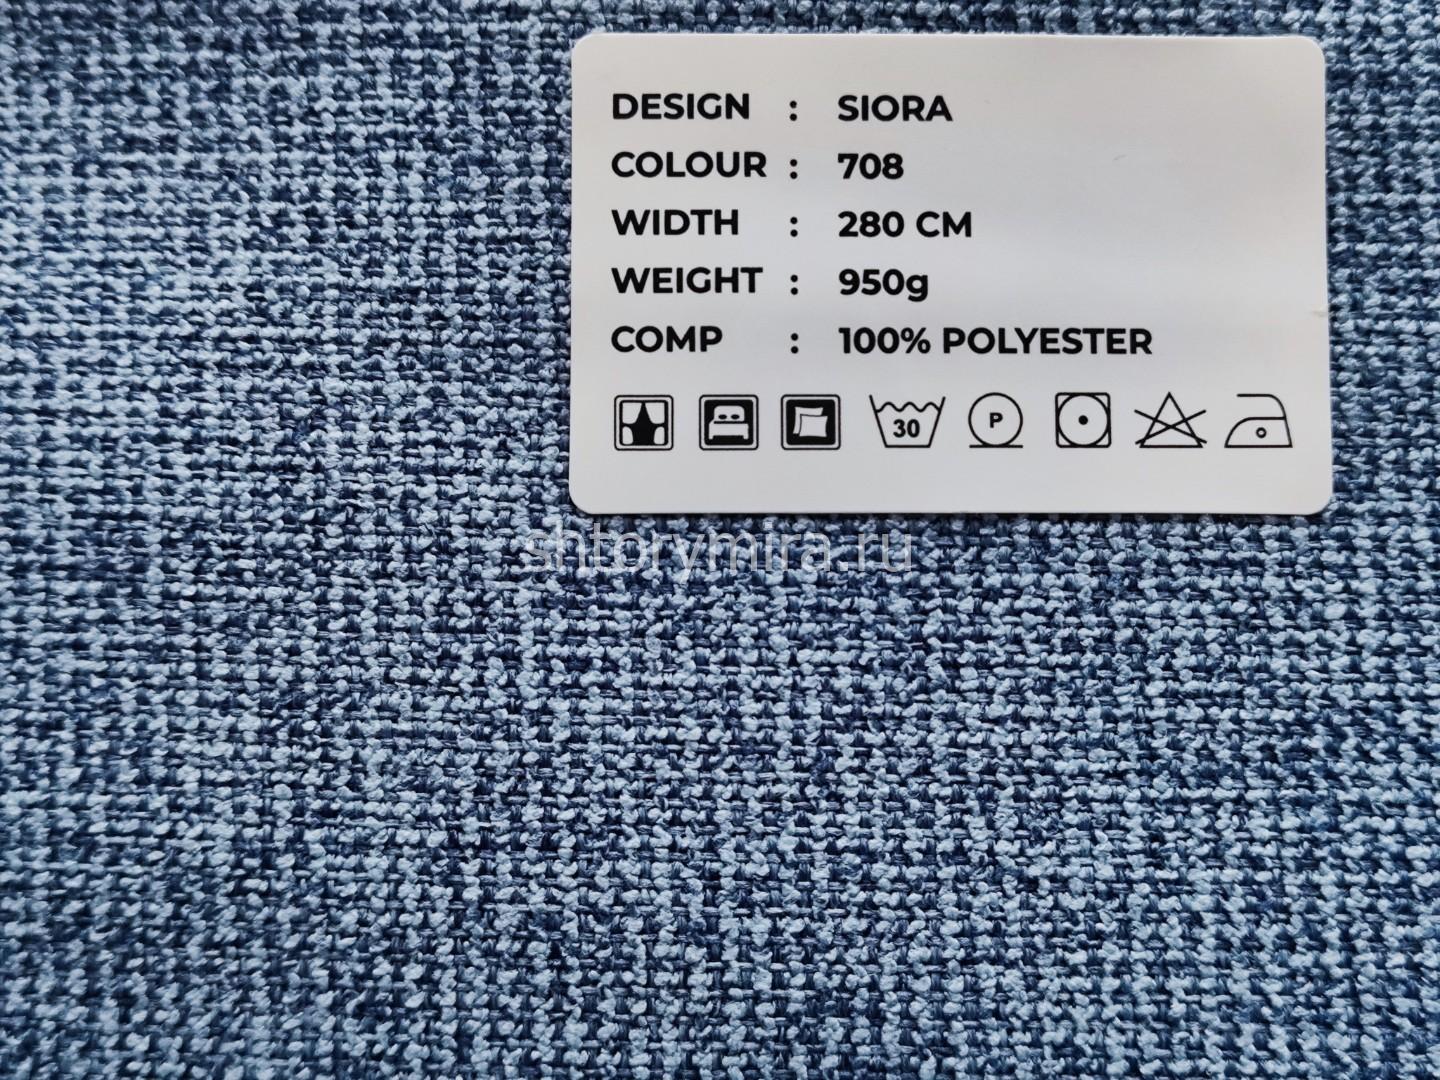 DESIGN : SIORA
COLOUR : 708
WIDTH : 280 CM
WEIGHT : 950g
COMP : 100% POLYESTER
30 P
shtorymira.ru